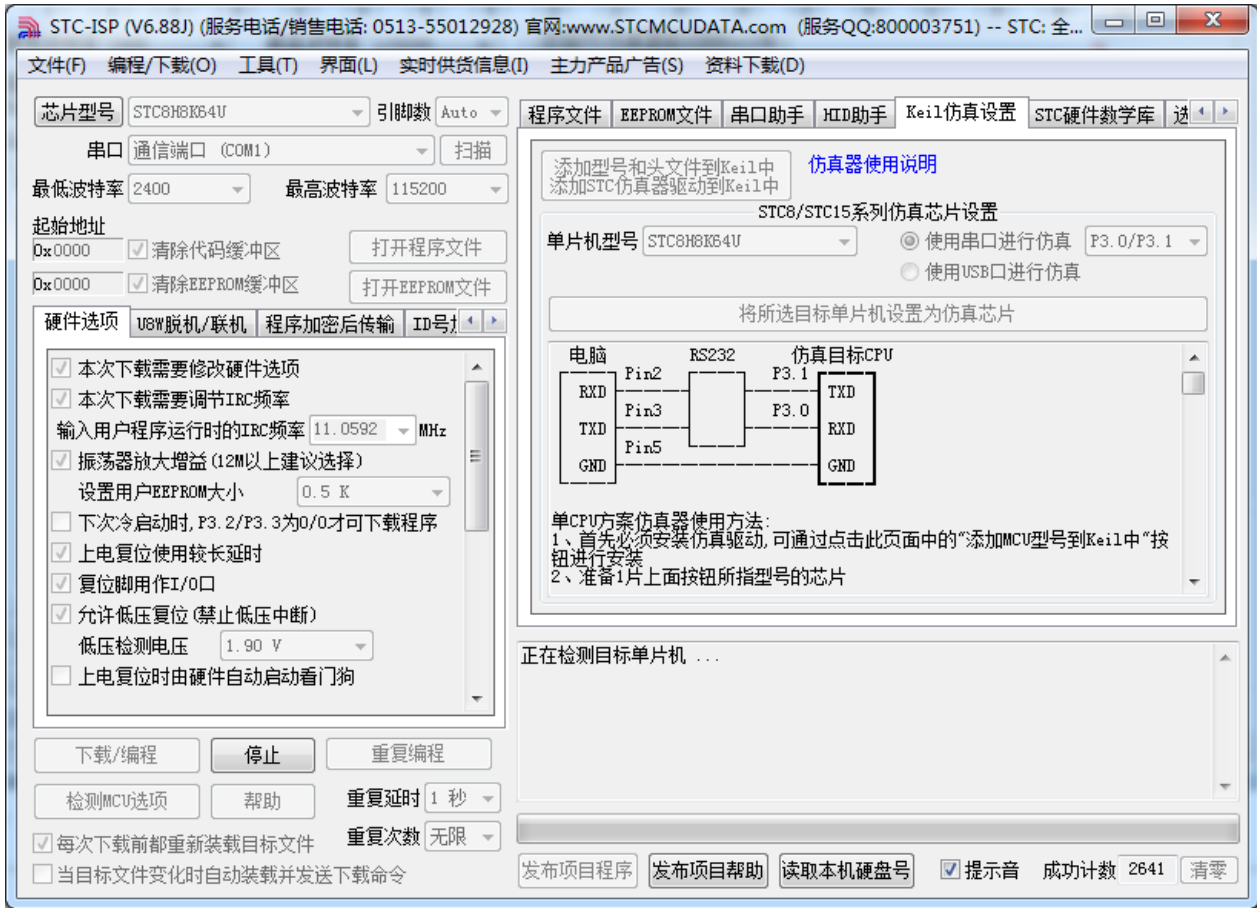 STC-ISP (V6.88J) (服务电话/销售电话: 0513-55012928) 官网:www.STCMCUDATA.com (服务QQ:800003751) -- STC: 全...
文件(F) 编程/下载(O) 工具(T) 界面(L) 实时供货信息(I) 主力产品广告(S) 资料下载(D)
芯片型号 STC8H8K64U 引脚数 Auto
串口 通信端口 (COM1) 扫描
最低波特率 2400 最高波特率 115200
起始地址
0x0000 清除代码缓冲区 打开程序文件
0x0000 清除EEPROM缓冲区 打开EEPROM文件
硬件选项 U8W脱机/联机 程序加密后传输
本次下载需要修改硬件选项
本次下载需要调节IRC频率
输入用户程序运行时的IRC频率 11.0592 MHz
振荡器放大增益(12M以上建议选择)
设置用户EEPROM大小 0.5 K
下次冷启动时,P3.2/P3.3为0/0才可下载程序
上电复位使用较长延时
复位脚用作I/O口
允许低压复位(禁止低压中断)
低压检测电压 1.90 V
上电复位时由硬件自动启动看门狗
下载/编程 停止 重复编程
检测MCU选项 帮助 重复延时 1 秒
每次下载前都重新装载目标文件 重复次数 无限
当目标文件变化时自动装载并发送下载命令
程序文件 EEPROM文件 串口助手 HID助手 Keil仿真设置 STC硬件数学库 选
添加型号和头文件到Keil中
添加STC仿真器驱动到Keil中
仿真器使用说明
STC8/STC15系列仿真芯片设置
单片机型号 STC8H8K64U 使用串口进行仿真 P3.0/P3.1
使用USB口进行仿真
将所选目标单片机设置为仿真芯片
电脑 RS232 仿真目标CPU
Pin2 P3.1
RXD TXD
Pin3 P3.0
TXD RXD
Pin5
GND GND
单CPU方案仿真器使用方法:
1、首先必须安装仿真驱动,可通过点击此页面中的"添加MCU型号到Keil中"按
钮进行安装
2、准备1片上面按钮所指型号的芯片
正在检测目标单片机 ...
发布项目程序 发布项目帮助 读取本机硬盘号 提示音 成功计数 2641 清零